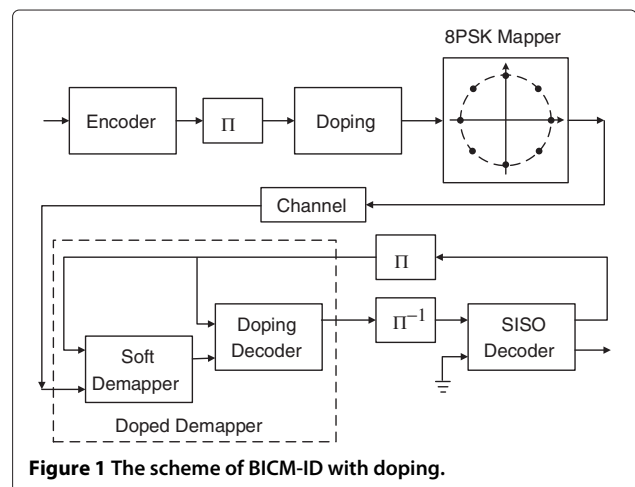 8PSK Mapper
Encoder
Π
Doping
Channel
Π
Doping
Decoder
Π⁻¹
SISO
Decoder
Soft
Demapper
Doped Demapper
Figure 1 The scheme of BICM-ID with doping.